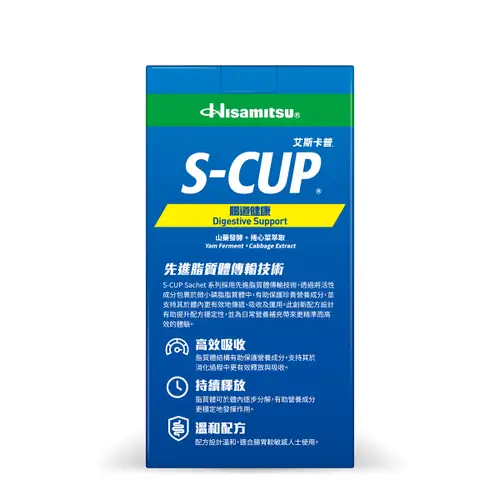 Hisamitsu®
艾斯卡普
S-CUP®
腸道健康
Digestive Support
山藥發酵 + 捲心菜萃取
Yam Ferment + Cabbage Extract
先進脂質體傳輸技術
S-CUP Sachet 系列採用先進脂質體傳輸技術，透過將活性
成分包裹於微小磷脂脂質體中，有助保護珍貴營養成分，並
支持其於體內更有效地傳遞、吸收及運用。此創新配方設計
有助提升配方穩定性，並為日常營養補充帶來更精準而高
效的體驗。
高效吸收
脂質體結構有助保護營養成分，支持其於
消化過程中更有效釋放與吸收。
持續釋放
脂質體可於體內逐步分解，有助營養成分
更穩定地發揮作用。
溫和配方
配方設計溫和，適合腸胃較敏感人士使用。